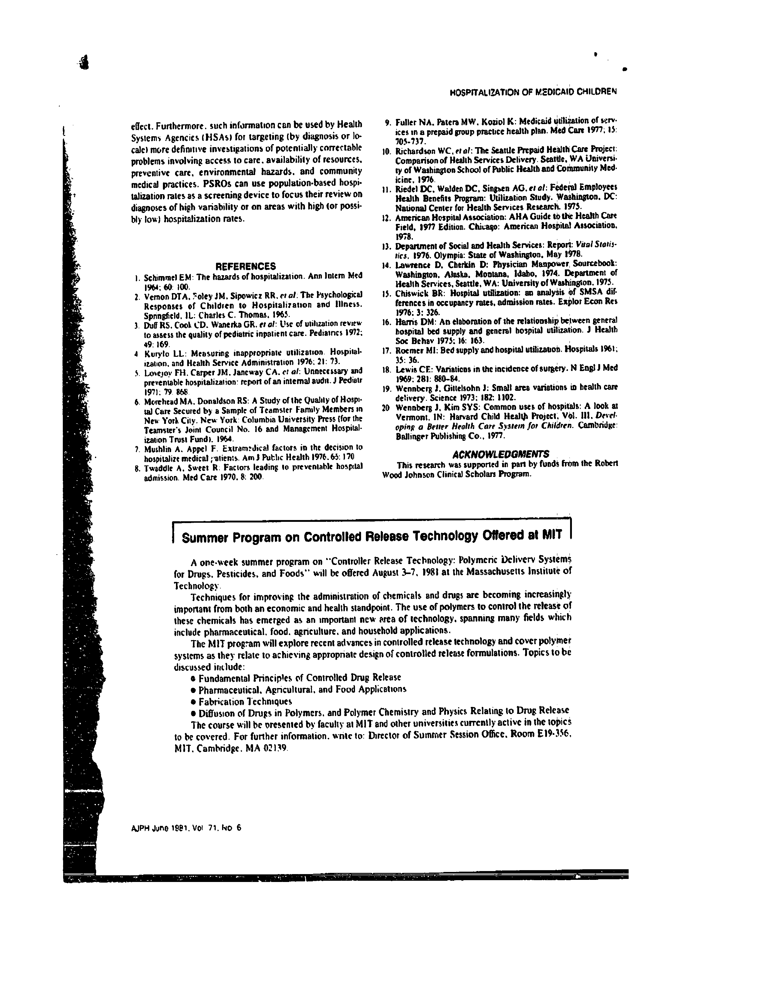 HOSPITALIZATION OF MEDICAID CHILDREN
effect. Furthermore, such information can be used by Health
Systems Agencies (HSAs) for targeting (by diagnosis or lo-
cale) more definitive investigations of potentially correctable
problems involving access to care, availability of resources,
preventive care, environmental hazards, and community
medical practices. PSROs can use population-based hospi-
talization rates as a screening device to focus their review on
diagnoses of high variability or on areas with high (or possi-
bly low) hospitalization rates.
REFERENCES
1. Schimmel EM: The hazards of hospitalization. Ann Intern Med
1964; 60: 100.
2. Vernon DTA, Foley JM, Sipowicz RR, et al: The Psychological
Responses of Children to Hospitalization and Illness.
Springfield, IL: Charles C. Thomas, 1965.
3. Duff RS, Cook CD, Wanerka GR, et al: Use of utilization review
to assess the quality of pediatric inpatient care. Pediatrics 1972;
49: 169.
4. Kurylo LL: Measuring inappropriate utilization. Hospital-
ization, and Health Service Administration 1976; 21: 73.
5. Lovejoy FH, Carper JM, Janeway CA, et al: Unnecessary and
preventable hospitalization: report of an internal audit. J Pediatr
1971; 79: 868.
6. Morehead MA, Donaldson RS: A Study of the Quality of Hospi-
tal Care Secured by a Sample of Teamster Family Members in
New York City. New York: Columbia University Press (for the
Teamster's Joint Council No. 16 and Management Hospital-
ization Trust Fund), 1964.
7. Mushlin A, Appel F: Extramedical factors in the decision to
hospitalize medical patients. Am J Public Health 1976; 65: 170
8. Twaddle A, Sweet R: Factors leading to preventable hospital
admission. Med Care 1970, 8: 200
9. Fuller NA, Patera MW, Koziol K: Medicaid utilization of serv-
ices in a prepaid group practice health plan. Med Care 1977; 15:
705-737.
10. Richardson WC, et al: The Seattle Prepaid Health Care Project:
Comparison of Health Services Delivery. Seattle, WA Universi-
ty of Washington School of Public Health and Community Med-
icine, 1976.
11. Riedel DC, Walden DC, Singsen AG, et al: Federal Employees
Health Benefits Program: Utilization Study. Washington, DC:
National Center for Health Services Research, 1975.
12. American Hospital Association: AHA Guide to the Health Care
Field, 1977 Edition. Chicago: American Hospital Association,
1978.
13. Department of Social and Health Services: Report: Vital Statis-
tics, 1976. Olympia: State of Washington, May 1978.
14. Lawrence D, Cherkin D: Physician Manpower Sourcebook:
Washington, Alaska, Montana, Idaho, 1974. Department of
Health Services, Seattle, WA: University of Washington, 1975.
15. Chiswick BR: Hospital utilization: an analysis of SMSA dif-
ferences in occupancy rates, admission rates. Explor Econ Res
1976; 3: 326.
16. Harris DM: An elaboration of the relationship between general
hospital bed supply and general hospital utilization. J Health
Soc Behav 1975; 16: 163.
17. Roemer MI: Bed supply and hospital utilization. Hospitals 1961;
35: 36.
18. Lewis CE: Variations in the incidence of surgery. N Engl J Med
1969; 281: 880-84.
19. Wennberg J, Gittelsohn J: Small area variations in health care
delivery. Science 1973; 182: 1102.
20 Wennberg J, Kim SYS: Common uses of hospitals: A look at
Vermont, IN: Harvard Child Health Project, Vol. III, Devel-
oping a Better Health Care System for Children. Cambridge:
Ballinger Publishing Co., 1977.
ACKNOWLEDGMENTS
This research was supported in part by funds from the Robert
Wood Johnson Clinical Scholars Program.
Summer Program on Controlled Release Technology Offered at MIT
A one-week summer program on "Controller Release Technology: Polymeric Delivery Systems
for Drugs, Pesticides, and Foods" will be offered August 3-7, 1981 at the Massachusetts Institute of
Technology.
Techniques for improving the administration of chemicals and drugs are becoming increasingly
important from both an economic and health standpoint. The use of polymers to control the release of
these chemicals has emerged as an important new area of technology, spanning many fields which
include pharmaceutical, food, agriculture, and household applications.
The MIT program will explore recent advances in controlled release technology and cover polymer
systems as they relate to achieving appropriate design of controlled release formulations. Topics to be
discussed include:
• Fundamental Principles of Controlled Drug Release
• Pharmaceutical, Agricultural, and Food Applications
• Fabrication Techniques
• Diffusion of Drugs in Polymers, and Polymer Chemistry and Physics Relating to Drug Release
The course will be presented by faculty at MIT and other universities currently active in the topics
to be covered. For further information, write to: Director of Summer Session Office, Room E19-356,
MIT, Cambridge, MA 02139.
AJPH June 1981, Vol 71, No 6